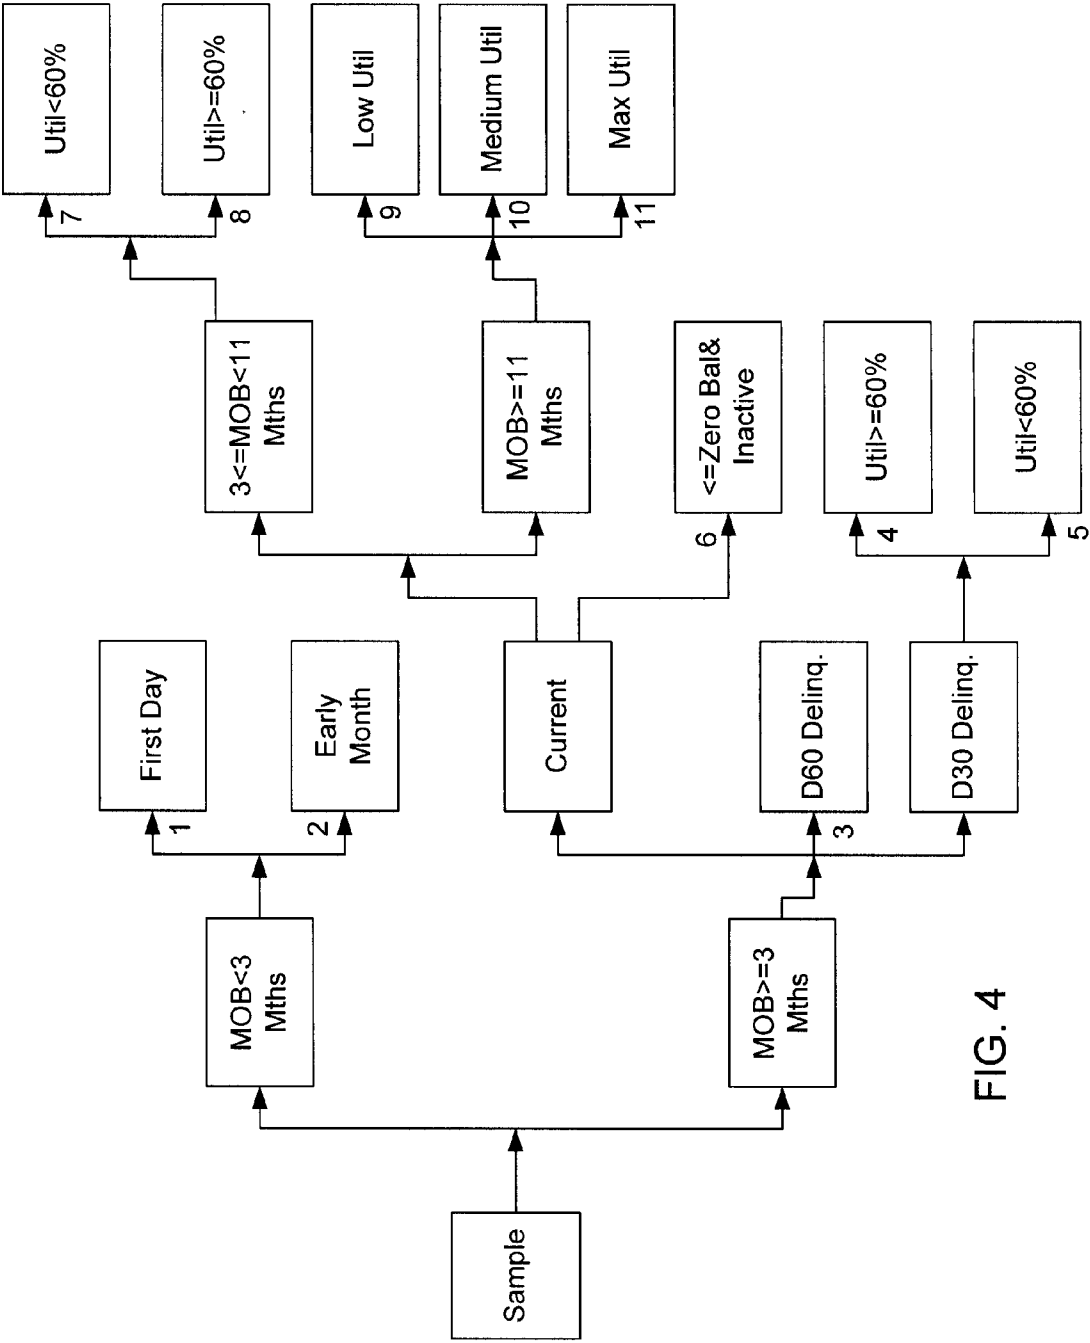 Sample
MOB<3
Mths
MOB>=3
Mths
1
First Day
2
Early
Month
Current
3
D60 Delinq.
D30 Delinq.
3<=MOB<11
Mths
MOB>=11
Mths
6
<=Zero Bal&
Inactive
4
Util>=60%
5
Util<60%
7
Util<60%
8
Util>=60%
9
Low Util
10
Medium Util
11
Max Util
FIG. 4